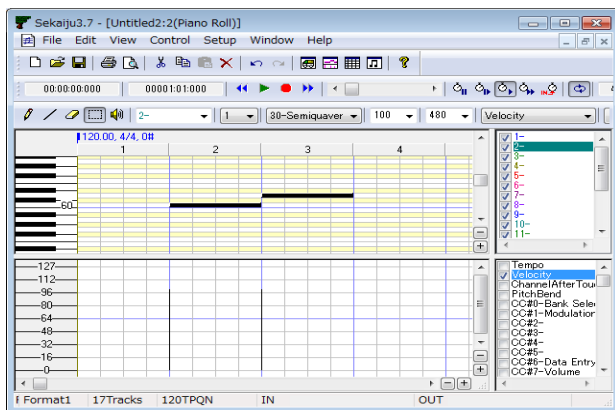 Sekaiju3.7 - [Untitled2:2(Piano Roll)]
File Edit View Control Setup Window Help
00:00:00:000 00001:01:000
2- 1 30-Semiquaver 100 480 Velocity
120.00, 4/4, 0#
1 2 3 4
60
1-
2-
3-
4-
5-
6-
7-
8-
9-
10-
11-
127
112
96
80
64
48
32
16
0
Tempo
Velocity
ChannelAfterTou
PitchBend
CC#0-Bank Sele
CC#1-Modulation
CC#2-
CC#3-
CC#4-
CC#5-
CC#6-Data Entry
CC#7-Volume
Format1 17Tracks 120TPQN IN OUT